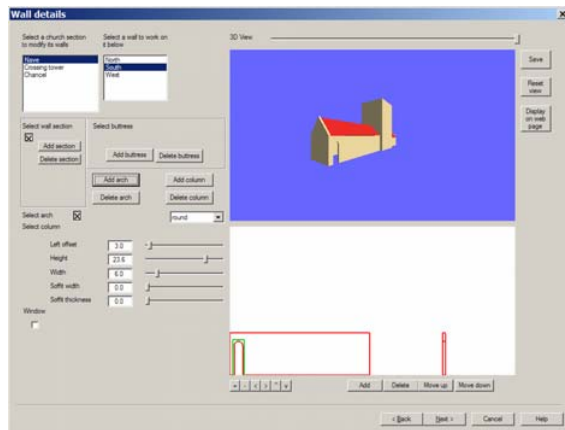 Wall details
Select a church section
to modify its walls
Select a wall to work on
it below
3D View
Nave
Crossing tower
Chancel
North
South
West
Save
Reset
view
Display
on web
page
Select wall section
Add section
Delete section
Select buttress
Add buttress
Delete buttress
Add arch
Add column
Delete arch
Delete column
Select arch
round
Select column
Left offset
3.0
Height
23.6
Width
6.0
Soffit width
0.0
Soffit thickness
0.0
Window
+ - < > ^ v
Add
Delete
Move up
Move down
< Back
Next >
Cancel
Help